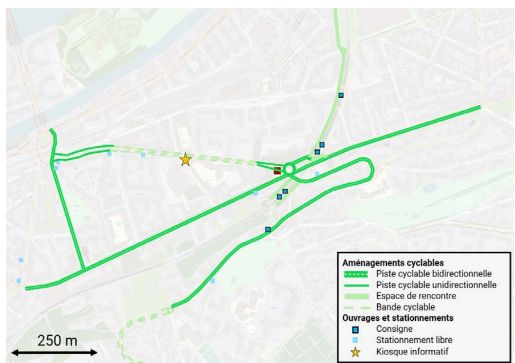 Aménagements cyclables
Piste cyclable bidirectionnelle
Piste cyclable unidirectionnelle
Espace de rencontre
Bande cyclable
Ouvrages et stationnements
Consigne
Stationnement libre
Kiosque informatif
250 m